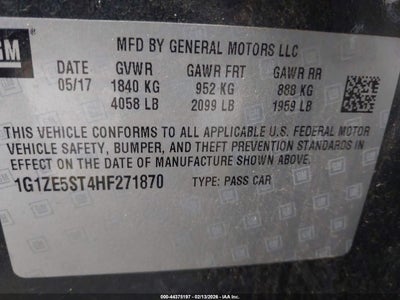 GM
MFD BY GENERAL MOTORS LLC
DATE GVWR GAWR FRT GAWR RR
05/17 1840 KG 952 KG 888 KG
4058 LB 2099 LB 1959 LB
THIS VEHICLE CONFORMS TO ALL APPLICABLE U.S. FEDERAL MOTOR
VEHICLE SAFETY, BUMPER, AND THEFT PREVENTION STANDARDS IN
EFFECT ON THE DATE OF MANUFACTURE SHOWN ABOVE.
1G1ZE5ST4HF271870 TYPE: PASS CAR
000-44375197 - 02/13/2026 - IAA Inc.